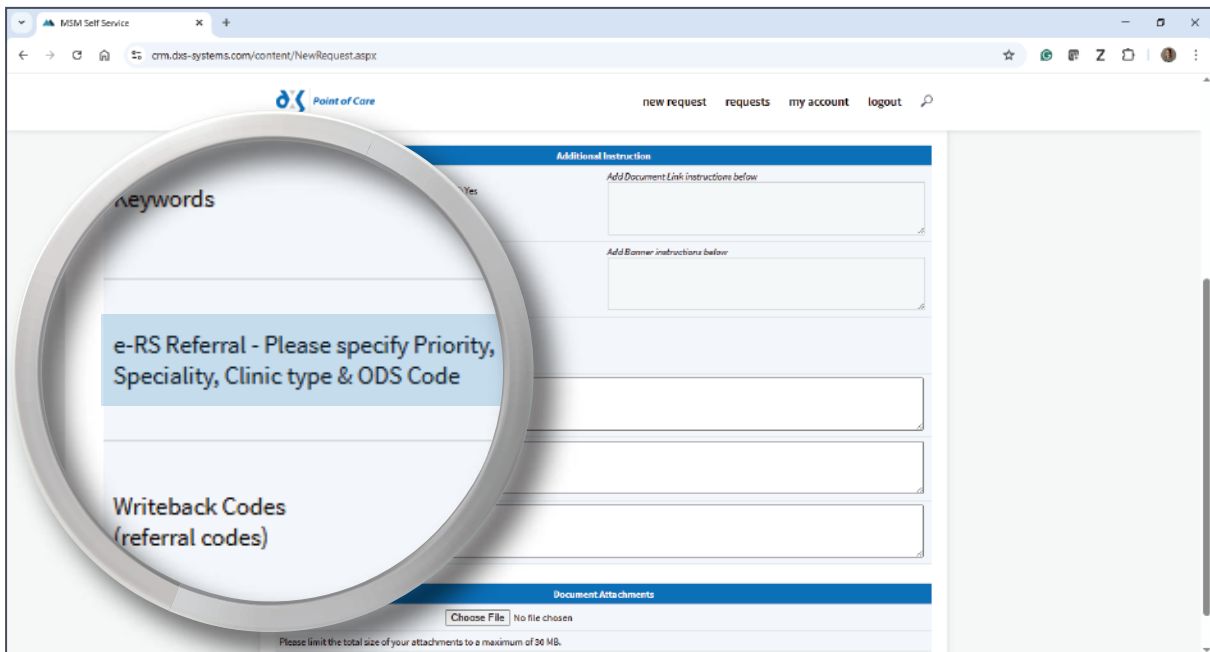 MSM Self Service
crm.dxs-systems.com/content/NewRequest.aspx
Point of Care
new request requests my account logout
Additional Instruction
Yes
Add Document Link instructions below
Keywords
Add Banner instructions below
e-RS Referral - Please specify Priority,
Speciality, Clinic type & ODS Code
Writeback Codes
(referral codes)
Document Attachments
Choose File No file chosen
Please limit the total size of your attachments to a maximum of 30 MB.